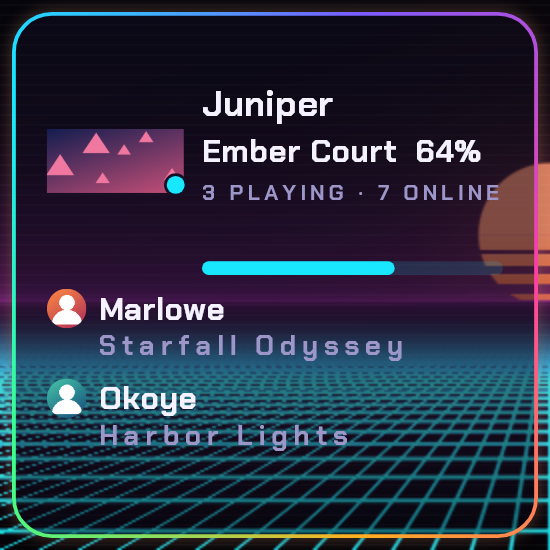 Juniper
Ember Court 64%
3 PLAYING · 7 ONLINE
Marlowe
Starfall Odyssey
Okoye
Harbor Lights